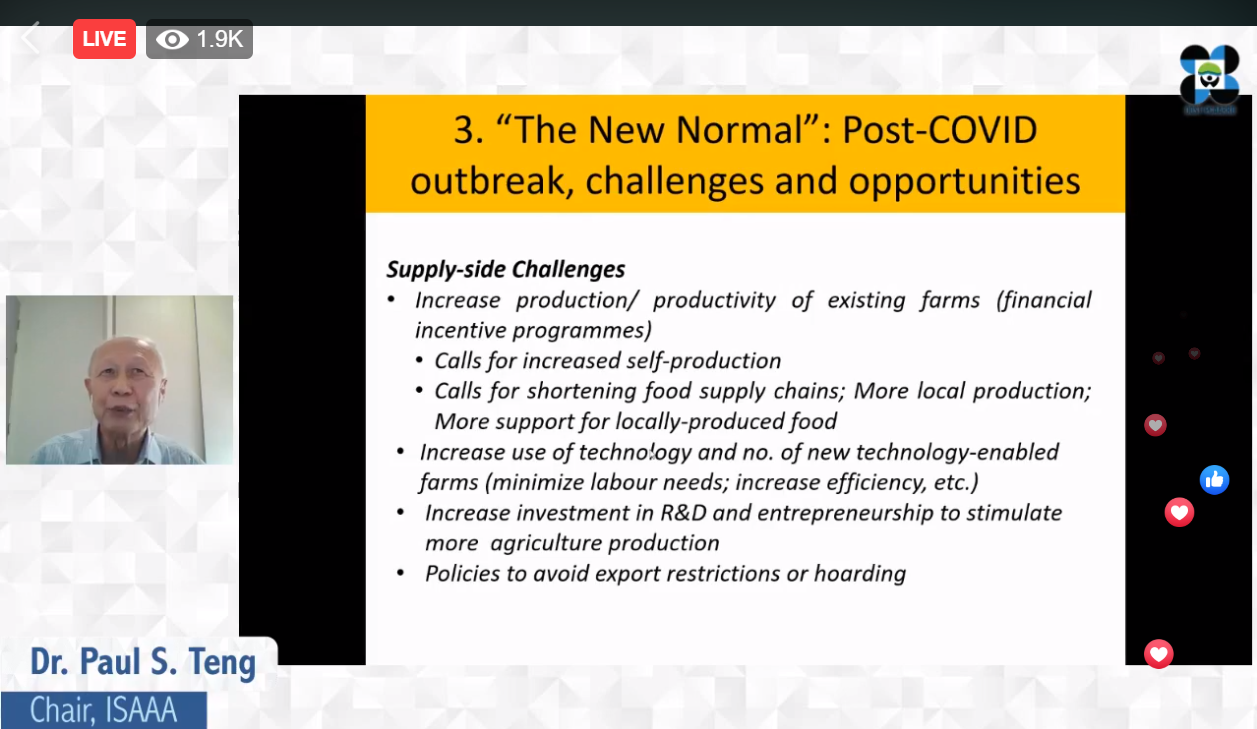 LIVE 1.9K
3. “The New Normal”: Post-COVID
outbreak, challenges and opportunities
Supply-side Challenges
• Increase production/ productivity of existing farms (financial
incentive programmes)
• Calls for increased self-production
• Calls for shortening food supply chains; More local production;
More support for locally-produced food
• Increase use of technology and no. of new technology-enabled
farms (minimize labour needs; increase efficiency, etc.)
• Increase investment in R&D and entrepreneurship to stimulate
more agriculture production
• Policies to avoid export restrictions or hoarding
Dr. Paul S. Teng
Chair, ISAAA